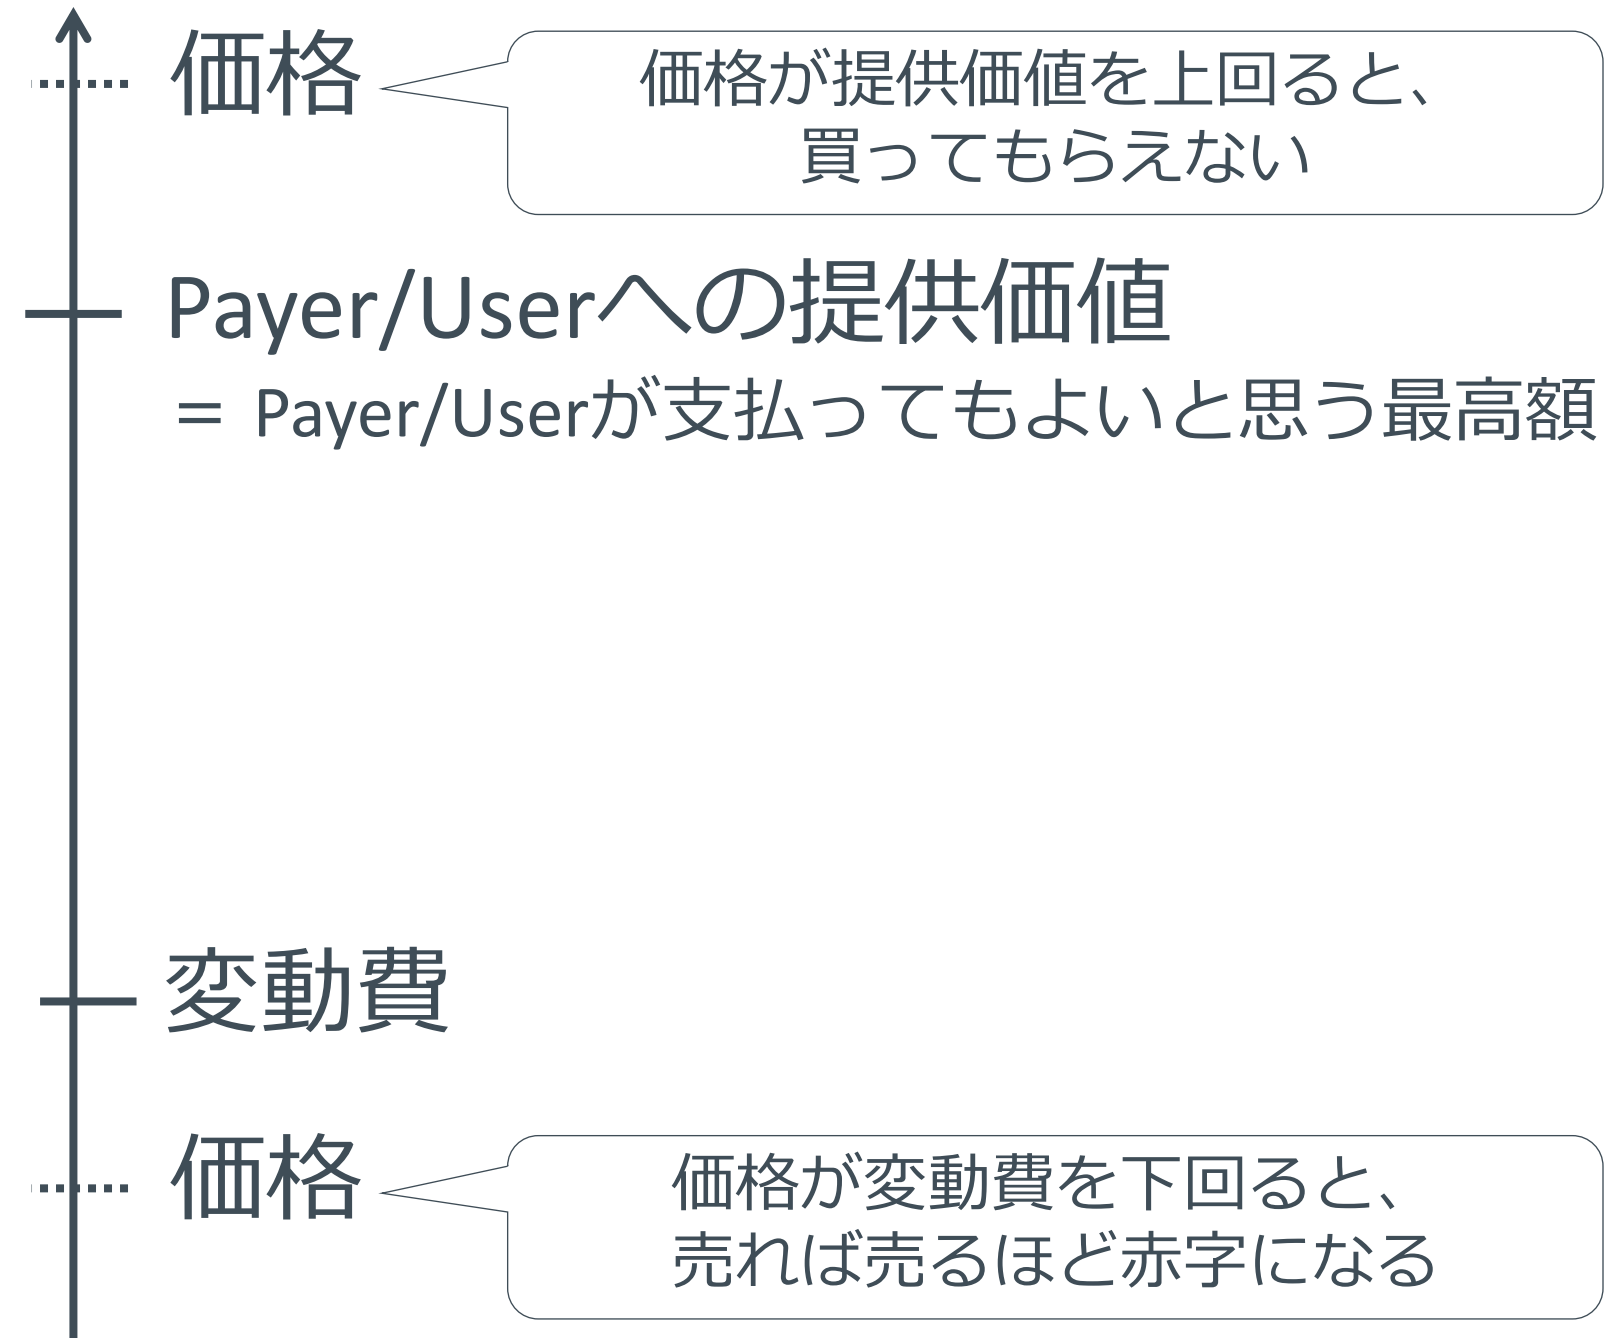 価格
価格が提供価値を上回ると、
買ってもらえない
Payer/Userへの提供価値
= Payer/Userが支払ってもよいと思う最高額
変動費
価格
価格が変動費を下回ると、
売れば売るほど赤字になる